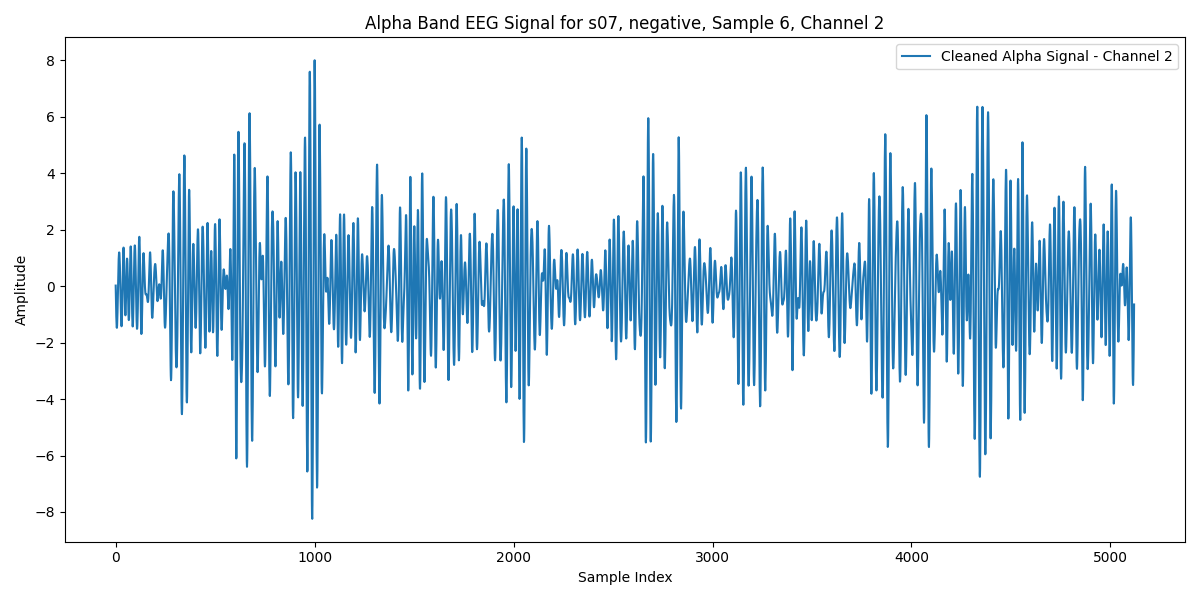 Alpha Band EEG Signal for s07, negative, Sample 6, Channel 2
Cleaned Alpha Signal - Channel 2
8
6
4
2
0
−2
−4
−6
−8
Amplitude
0 1000 2000 3000 4000 5000
Sample Index